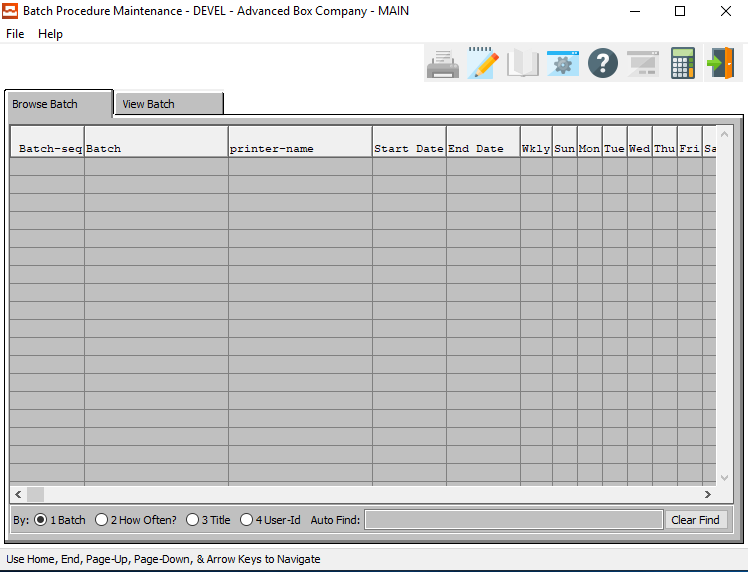 Batch Procedure Maintenance - DEVEL - Advanced Box Company - MAIN
File Help
Browse Batch View Batch
Batch-seq Batch printer-name Start Date End Date Wkly Sun Mon Tue Wed Thu Fri Sa
By: 1 Batch 2 How Often? 3 Title 4 User-Id Auto Find: Clear Find
Use Home, End, Page-Up, Page-Down, & Arrow Keys to Navigate